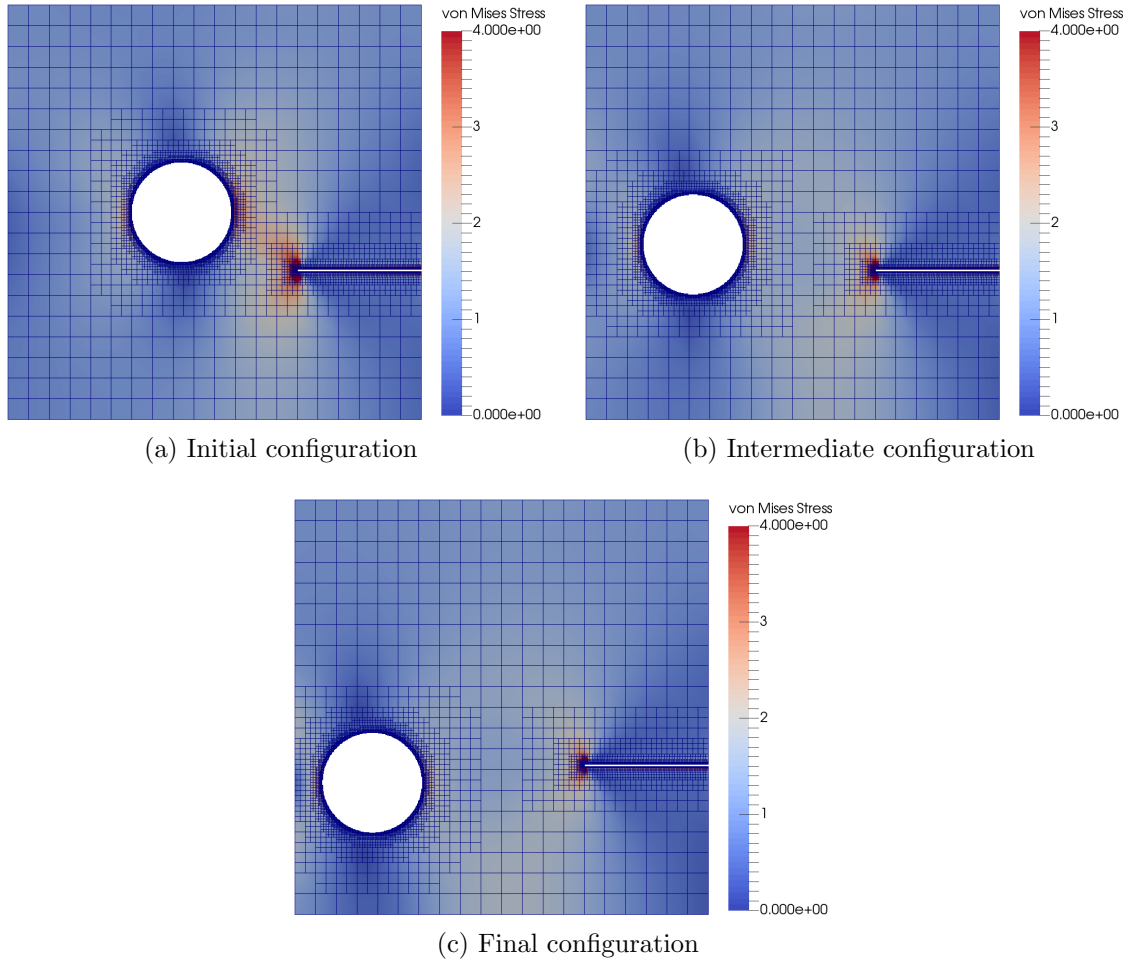 von Mises Stress
4.000e+00
3
2
1
0.000e+00
(a) Initial configuration
von Mises Stress
4.000e+00
3
2
1
0.000e+00
(b) Intermediate configuration
von Mises Stress
4.000e+00
3
2
1
0.000e+00
(c) Final configuration